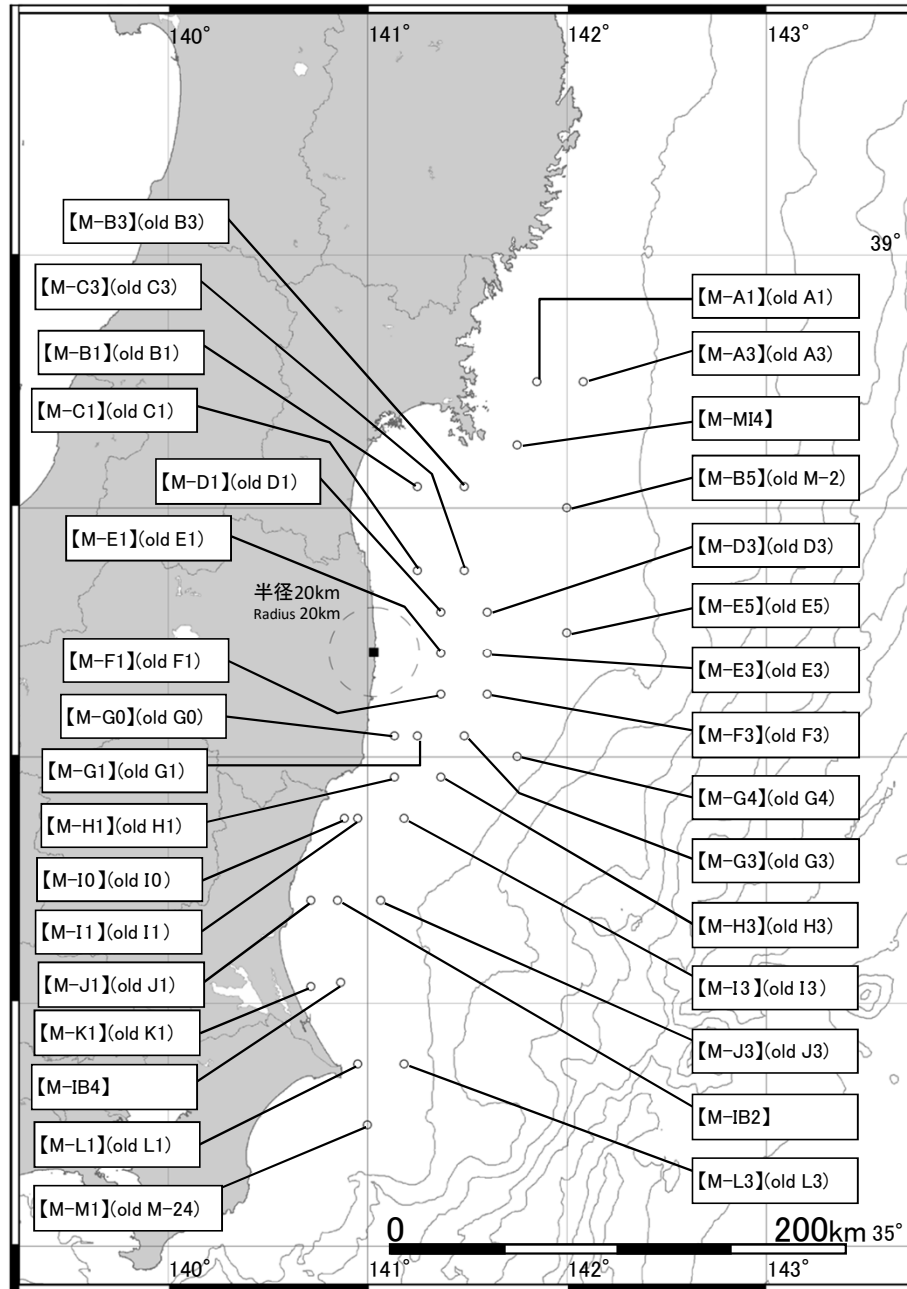 140°
141°
142°
143°
39°
【M-B3】(old B3)
【M-C3】(old C3)
【M-B1】(old B1)
【M-C1】(old C1)
【M-D1】(old D1)
【M-E1】(old E1)
半径20km
Radius 20km
【M-F1】(old F1)
【M-G0】(old G0)
【M-G1】(old G1)
【M-H1】(old H1)
【M-I0】(old I0)
【M-I1】(old I1)
【M-J1】(old J1)
【M-K1】(old K1)
【M-IB4】
【M-L1】(old L1)
【M-M1】(old M-24)
【M-A1】(old A1)
【M-A3】(old A3)
【M-MI4】
【M-B5】(old M-2)
【M-D3】(old D3)
【M-E5】(old E5)
【M-E3】(old E3)
【M-F3】(old F3)
【M-G4】(old G4)
【M-G3】(old G3)
【M-H3】(old H3)
【M-I3】(old I3)
【M-J3】(old J3)
【M-IB2】
【M-L3】(old L3)
0 200km 35°
140°
141°
142°
143°